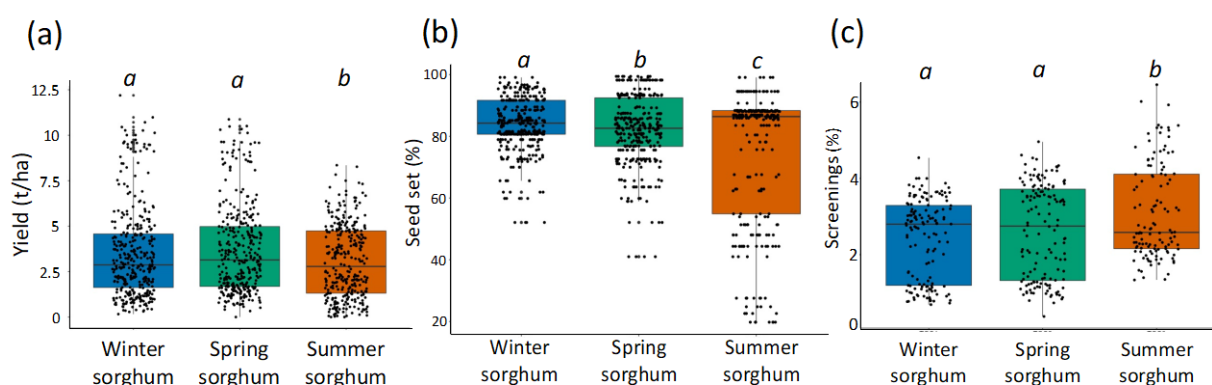 (a)
a
a
b
12.5
10
7.5
5
2.5
0
Yield (t/ha)
Winter sorghum
Spring sorghum
Summer sorghum
(b)
a
b
c
100
80
60
40
20
Seed set (%)
Winter sorghum
Spring sorghum
Summer sorghum
(c)
a
a
b
6
4
2
0
Screenings (%)
Winter sorghum
Spring sorghum
Summer sorghum